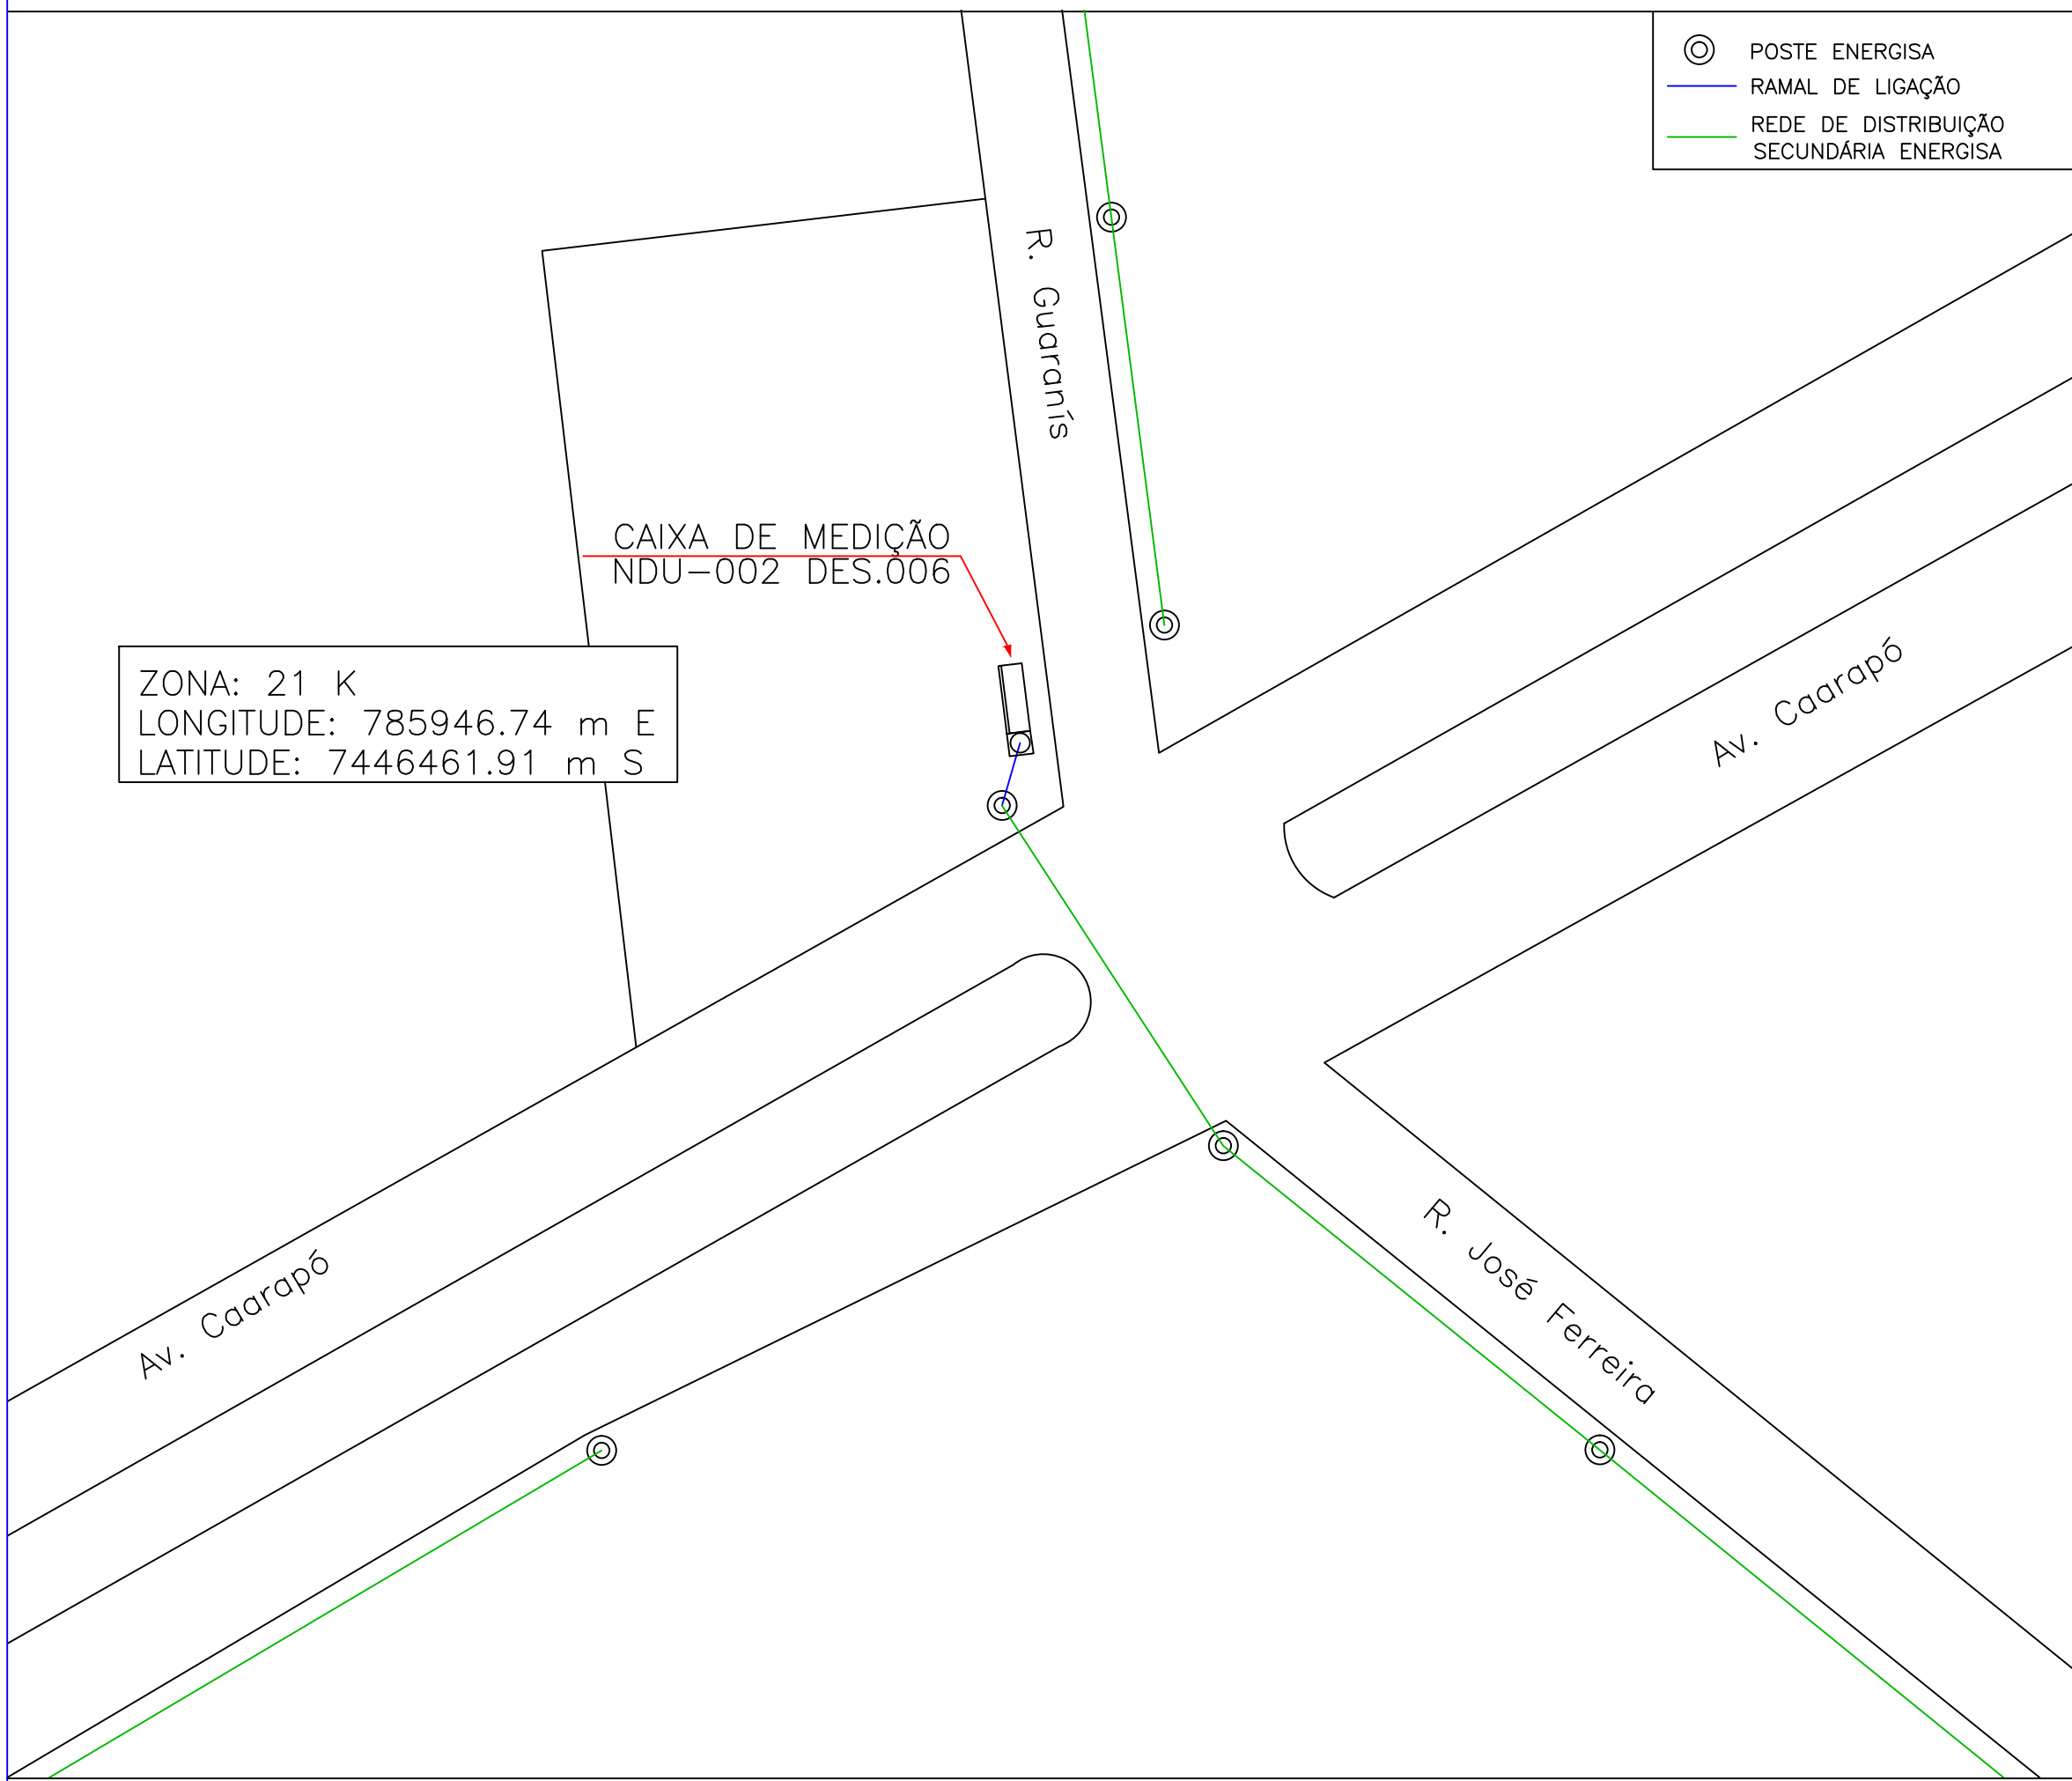 POSTE ENERGISA
RAMAL DE LIGAÇÃO
REDE DE DISTRIBUIÇÃO
SECUNDÁRIA ENERGISA
R. Guaranís
CAIXA DE MEDIÇÃO
NDU-002 DES.006
ZONA: 21 K
LONGITUDE: 785946.74 m E
LATITUDE: 7446461.91 m S
Av. Caarapó
Av. Caarapó
R. José Ferreira